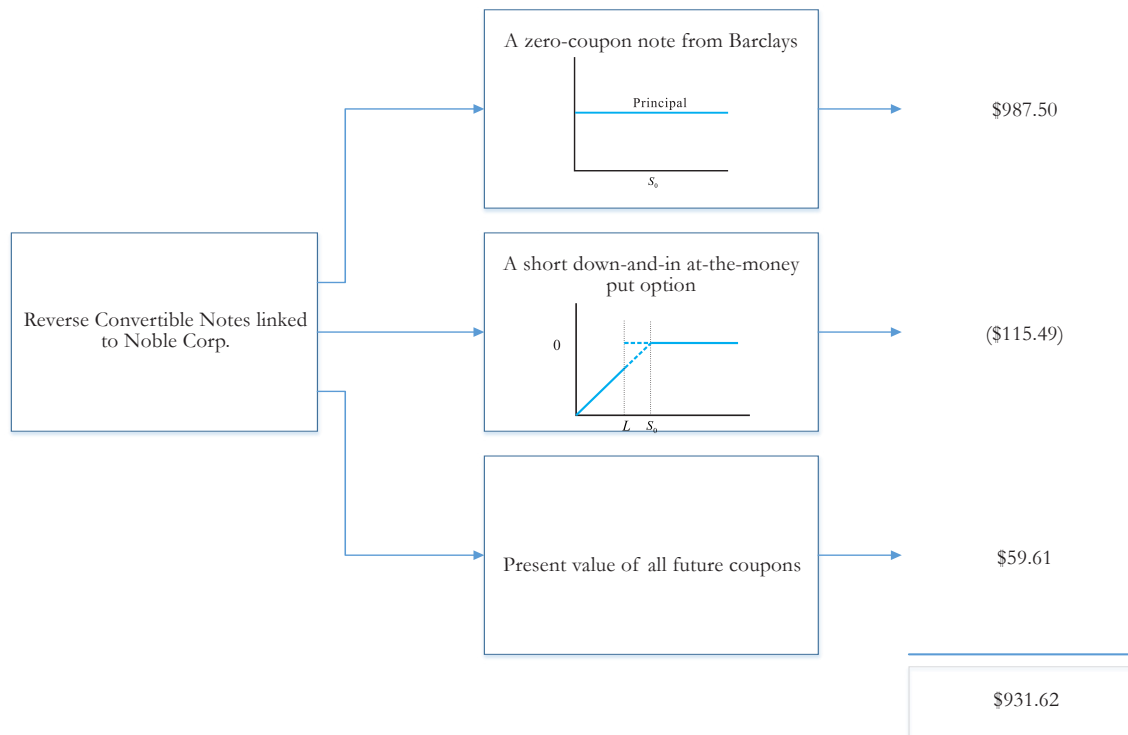 A zero-coupon note from Barclays
Principal
S₀
$987.50
Reverse Convertible Notes linked
to Noble Corp.
A short down-and-in at-the-money
put option
0
L S₀
($115.49)
Present value of all future coupons
$59.61
$931.62